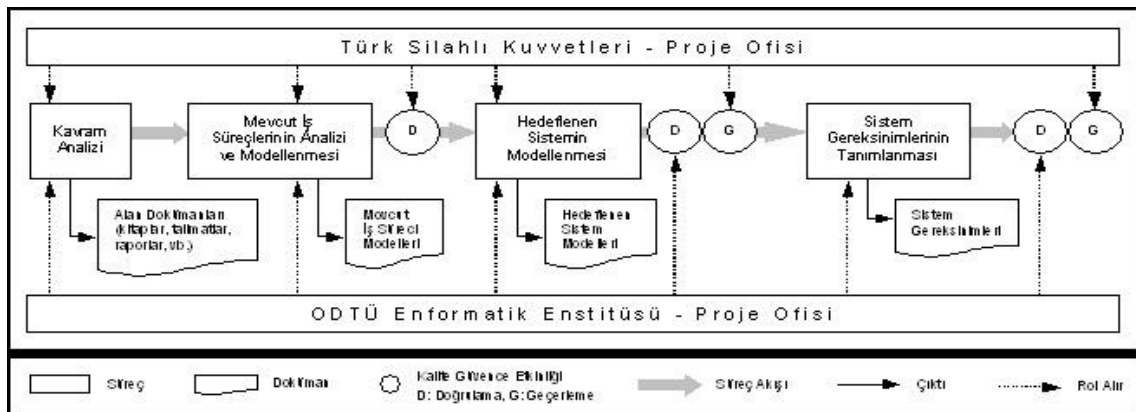 Türk Silahlı Kuvvetleri - Proje Ofisi
Kavram
Analizi
Mevcut İş
Süreçlerinin Analizi
ve Modellenmesi
D
Hedeflenen
Sistemin
Modellenmesi
D
G
Sistem
Gereksinimlerinin
Tanımlanması
D
G
Alan Dokümanları
(kitaplar, talimatlar,
raporlar, vb.)
Mevcut
İş Süreci
Modelleri
Hedeflenen
Sistem
Modelleri
Sistem
Gereksinimleri
ODTÜ Enformatik Enstitüsü - Proje Ofisi
Süreç
Doküman
Kalite Güvence Etkinliği
D: Doğrulama, G: Geçerleme
Süreç Akışı
Çıktı
Rol Alır